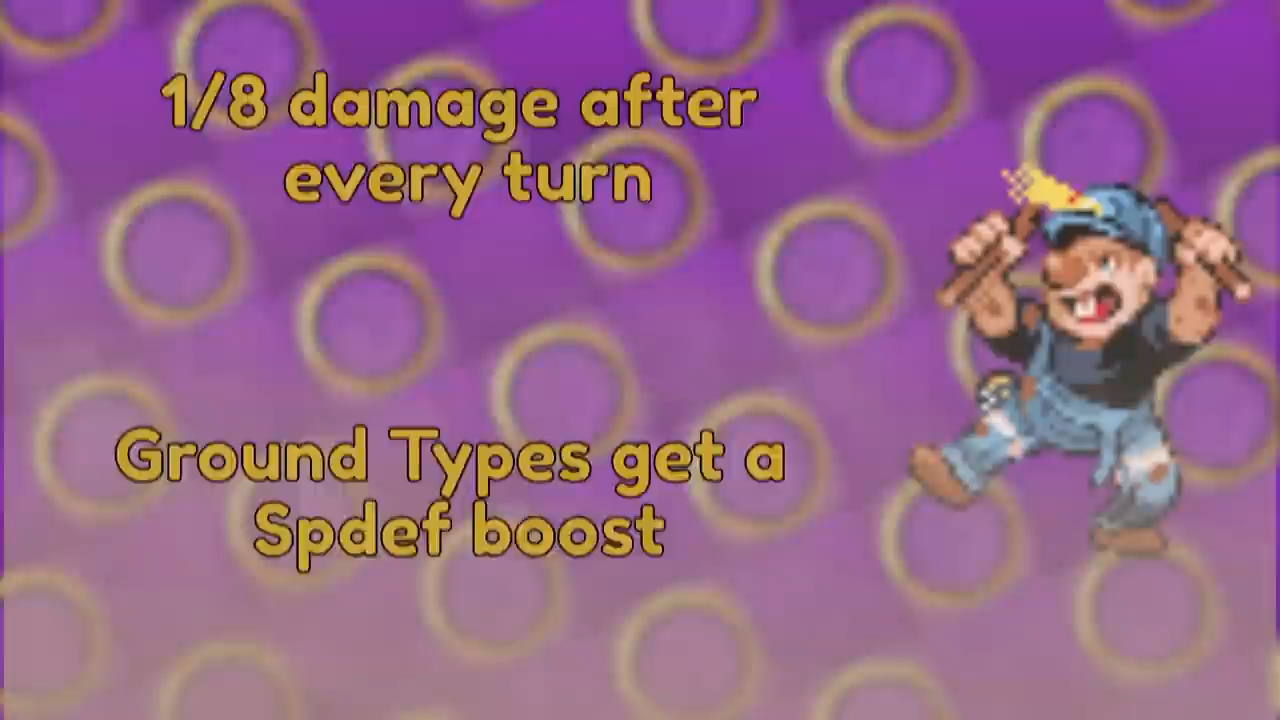 1/8 damage after
every turn
Ground Types get a
Spdef boost